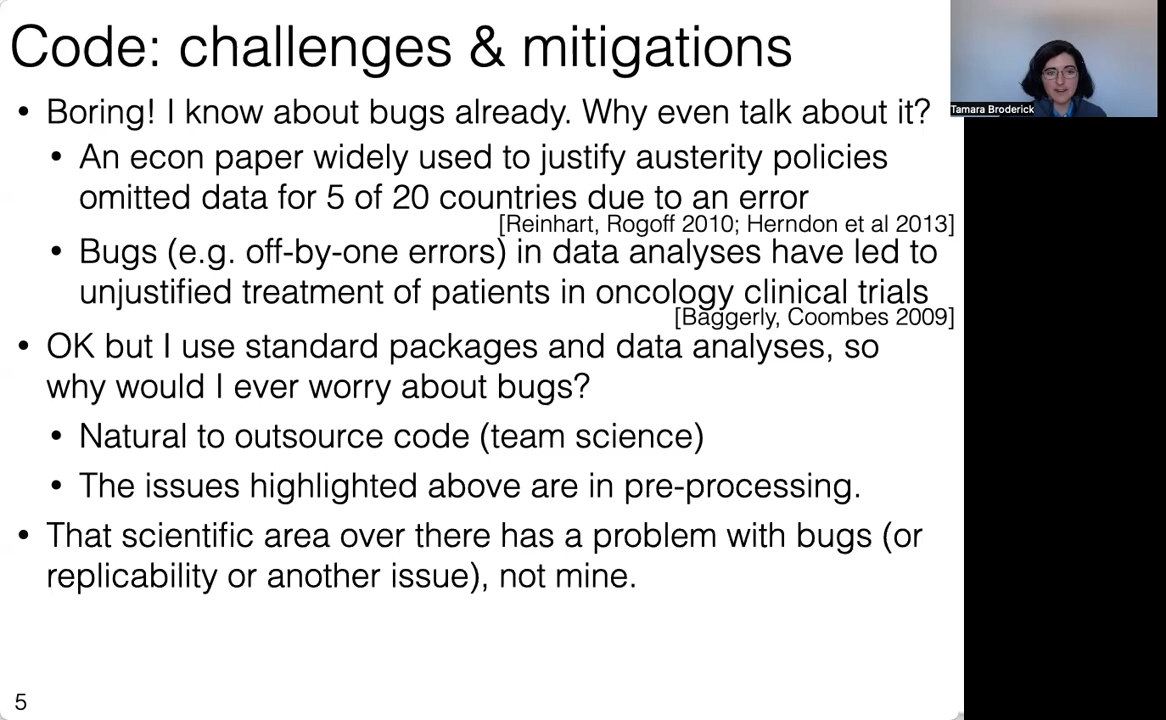 Code: challenges & mitigations
Tamara Broderick
• Boring! I know about bugs already. Why even talk about it?
• An econ paper widely used to justify austerity policies
omitted data for 5 of 20 countries due to an error
[Reinhart, Rogoff 2010; Herndon et al 2013]
• Bugs (e.g. off-by-one errors) in data analyses have led to
unjustified treatment of patients in oncology clinical trials
[Baggerly, Coombes 2009]
• OK but I use standard packages and data analyses, so
why would I ever worry about bugs?
• Natural to outsource code (team science)
• The issues highlighted above are in pre-processing.
• That scientific area over there has a problem with bugs (or
replicability or another issue), not mine.
5